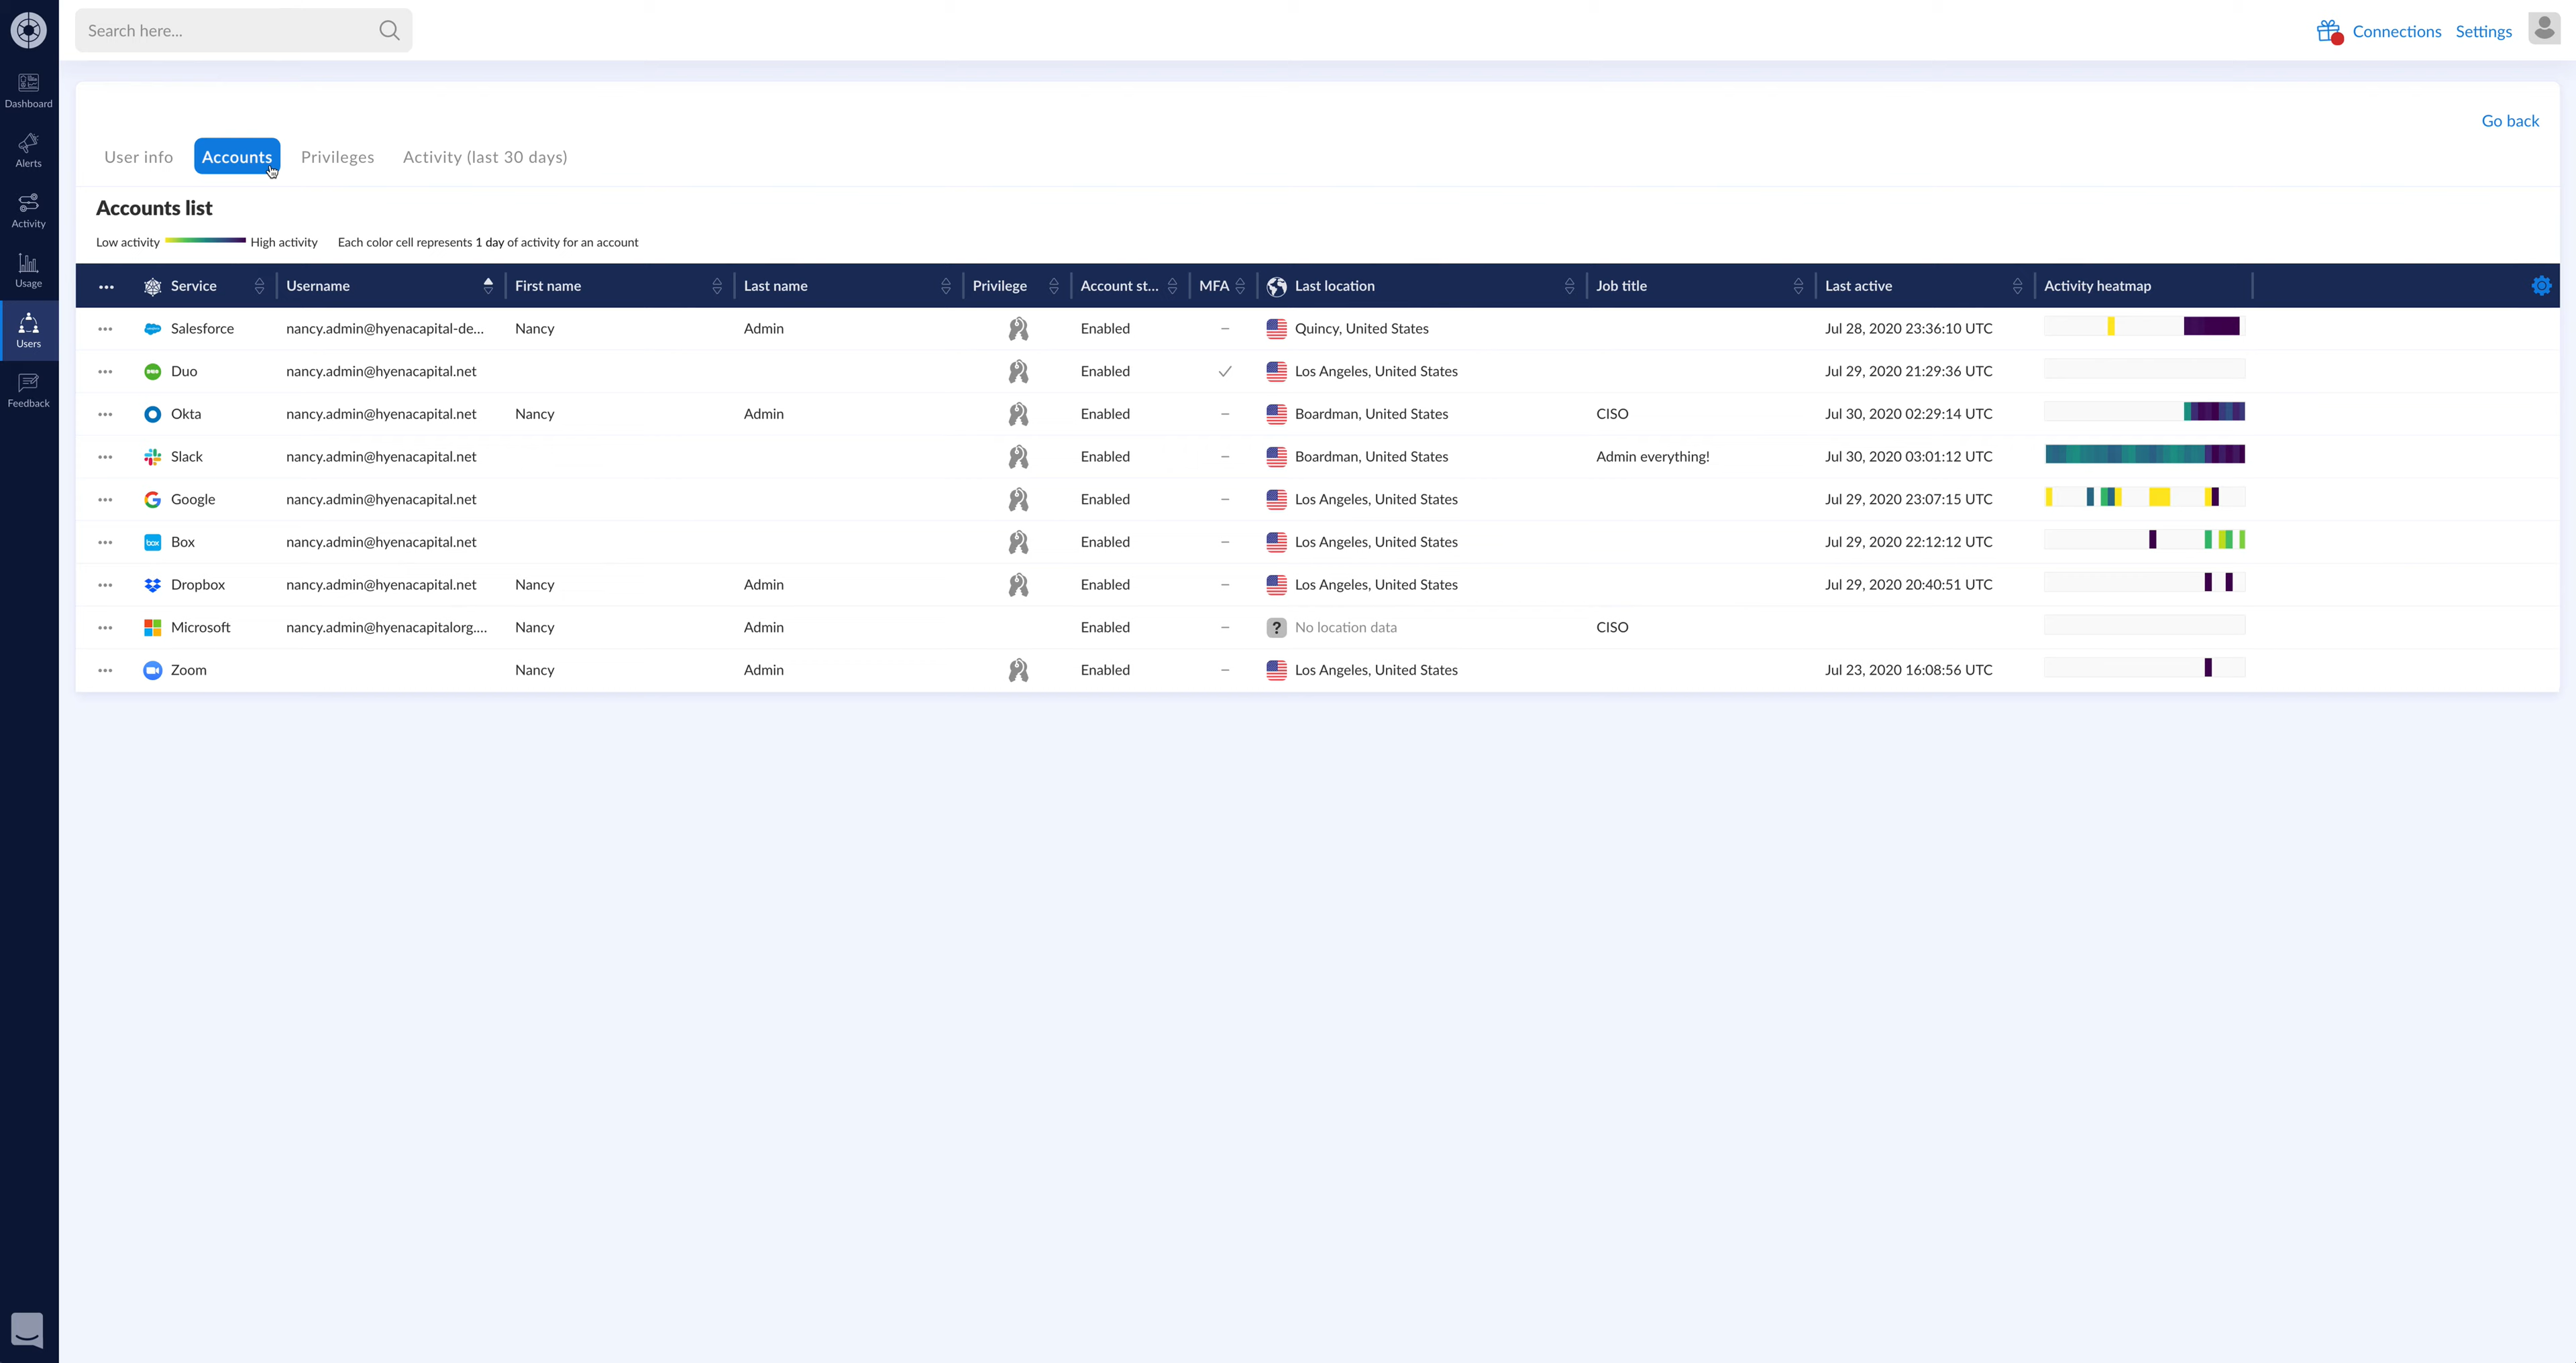 Search here...
Connections Settings
Dashboard
Alerts
Activity
Usage
Users
Feedback
Go back
User info Accounts Privileges Activity (last 30 days)
Accounts list
Low activity High activity Each color cell represents 1 day of activity for an account
... Service Username First name Last name Privilege Account st... MFA Last location Job title Last active Activity heatmap
... Salesforce nancy.admin@hyenacapital-de... Nancy Admin Enabled – Quincy, United States Jul 28, 2020 23:36:10 UTC
... Duo nancy.admin@hyenacapital.net Enabled ✓ Los Angeles, United States Jul 29, 2020 21:29:36 UTC
... Okta nancy.admin@hyenacapital.net Nancy Admin Enabled – Boardman, United States CISO Jul 30, 2020 02:29:14 UTC
... Slack nancy.admin@hyenacapital.net Enabled – Boardman, United States Admin everything! Jul 30, 2020 03:01:12 UTC
... Google nancy.admin@hyenacapital.net Enabled – Los Angeles, United States Jul 29, 2020 23:07:15 UTC
... box Box nancy.admin@hyenacapital.net Enabled – Los Angeles, United States Jul 29, 2020 22:12:12 UTC
... Dropbox nancy.admin@hyenacapital.net Nancy Admin Enabled – Los Angeles, United States Jul 29, 2020 20:40:51 UTC
... Microsoft nancy.admin@hyenacapitalorg.... Nancy Admin Enabled – ? No location data CISO
... Zoom Nancy Admin Enabled – Los Angeles, United States Jul 23, 2020 16:08:56 UTC